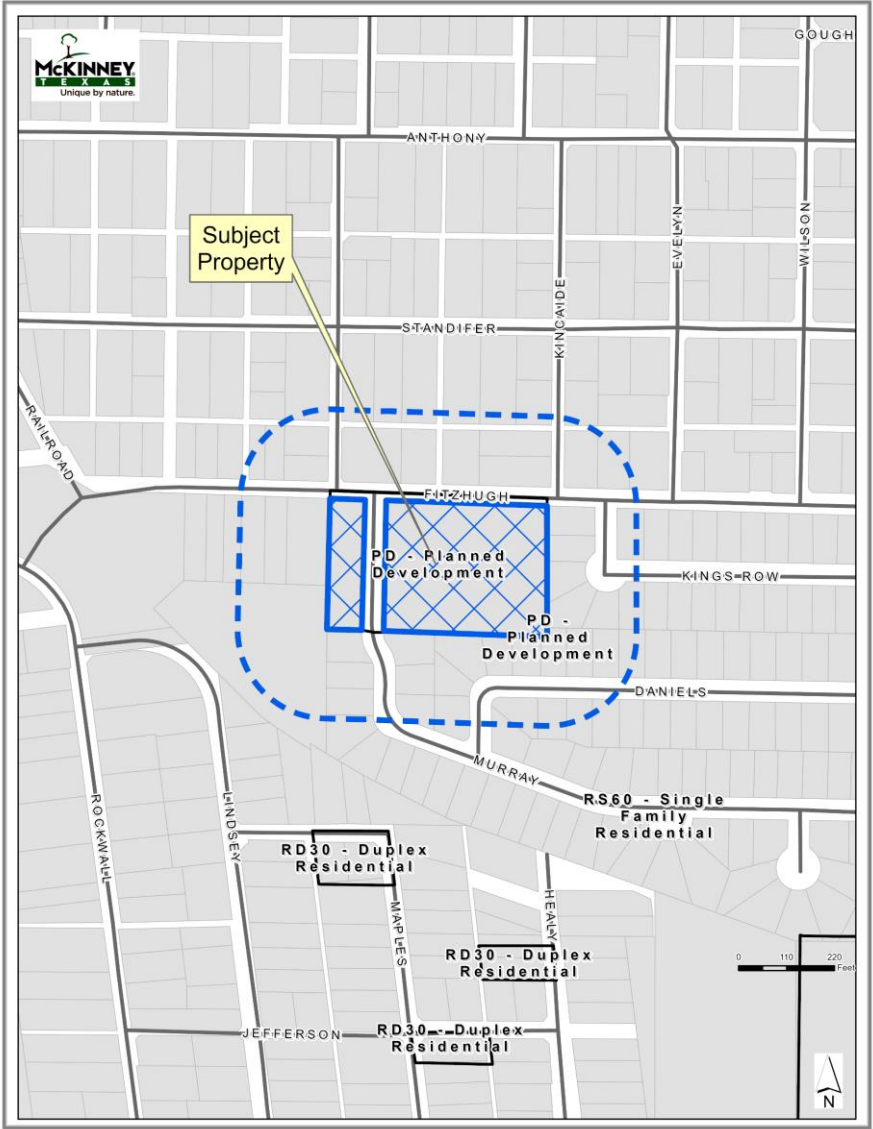 GOUGH
McKINNEY
TEXAS
Unique by nature.
ANTHONY
Subject
Property
EVELYN
WILSON
KINCAIDE
STANDIFER
RAILROAD
FITZHUGH
PD - Planned
Development
KINGS ROW
PD -
Planned
Development
DANIELS
MURRAY
RS60 - Single
Family
Residential
ROCKWALL
LINDSEY
RD30 - Duplex
Residential
MAPLES
HEALY
RD30 - Duplex
Residential
0 110 220
Feet
JEFFERSON
RD30 - Duplex
Residential
N